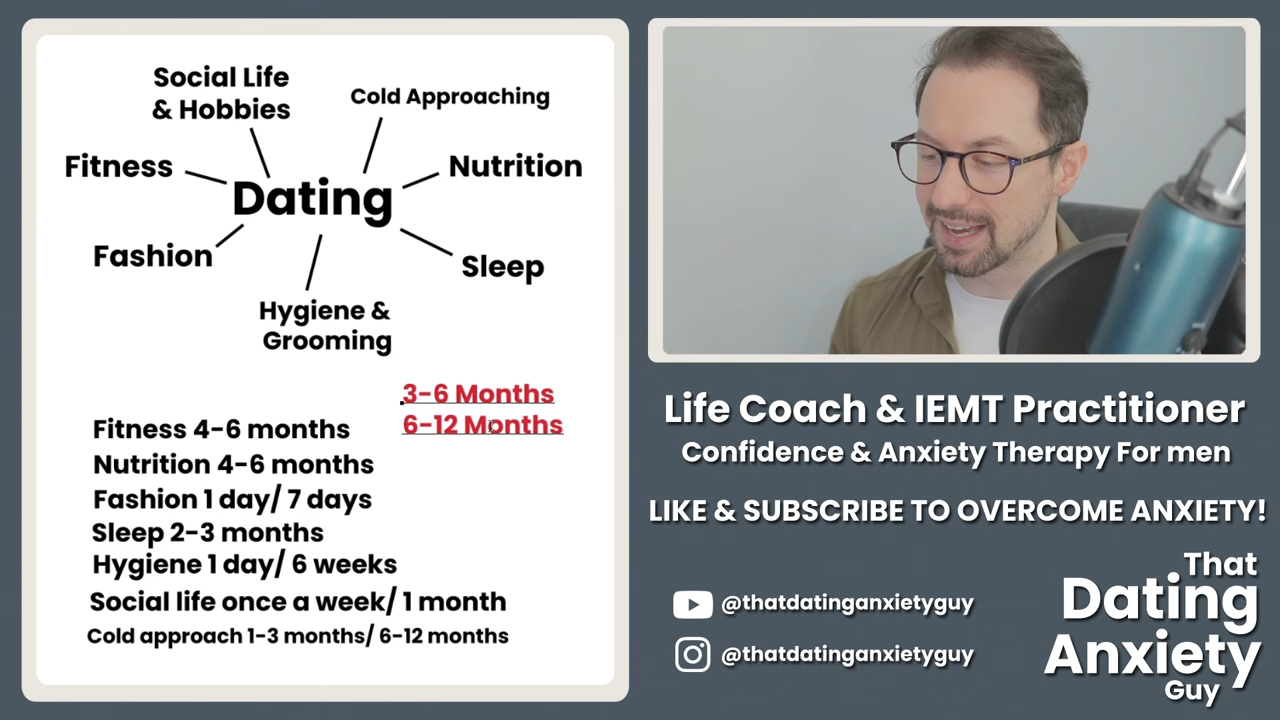 Social Life
& Hobbies
Cold Approaching
Fitness
Nutrition
Dating
Fashion
Sleep
Hygiene &
Grooming
3-6 Months
6-12 Months
Fitness 4-6 months
Nutrition 4-6 months
Fashion 1 day/ 7 days
Sleep 2-3 months
Hygiene 1 day/ 6 weeks
Social life once a week/ 1 month
Cold approach 1-3 months/ 6-12 months
Life Coach & IEMT Practitioner
Confidence & Anxiety Therapy For men
LIKE & SUBSCRIBE TO OVERCOME ANXIETY!
@thatdatinganxietyguy
@thatdatinganxietyguy
That
Dating
Anxiety
Guy